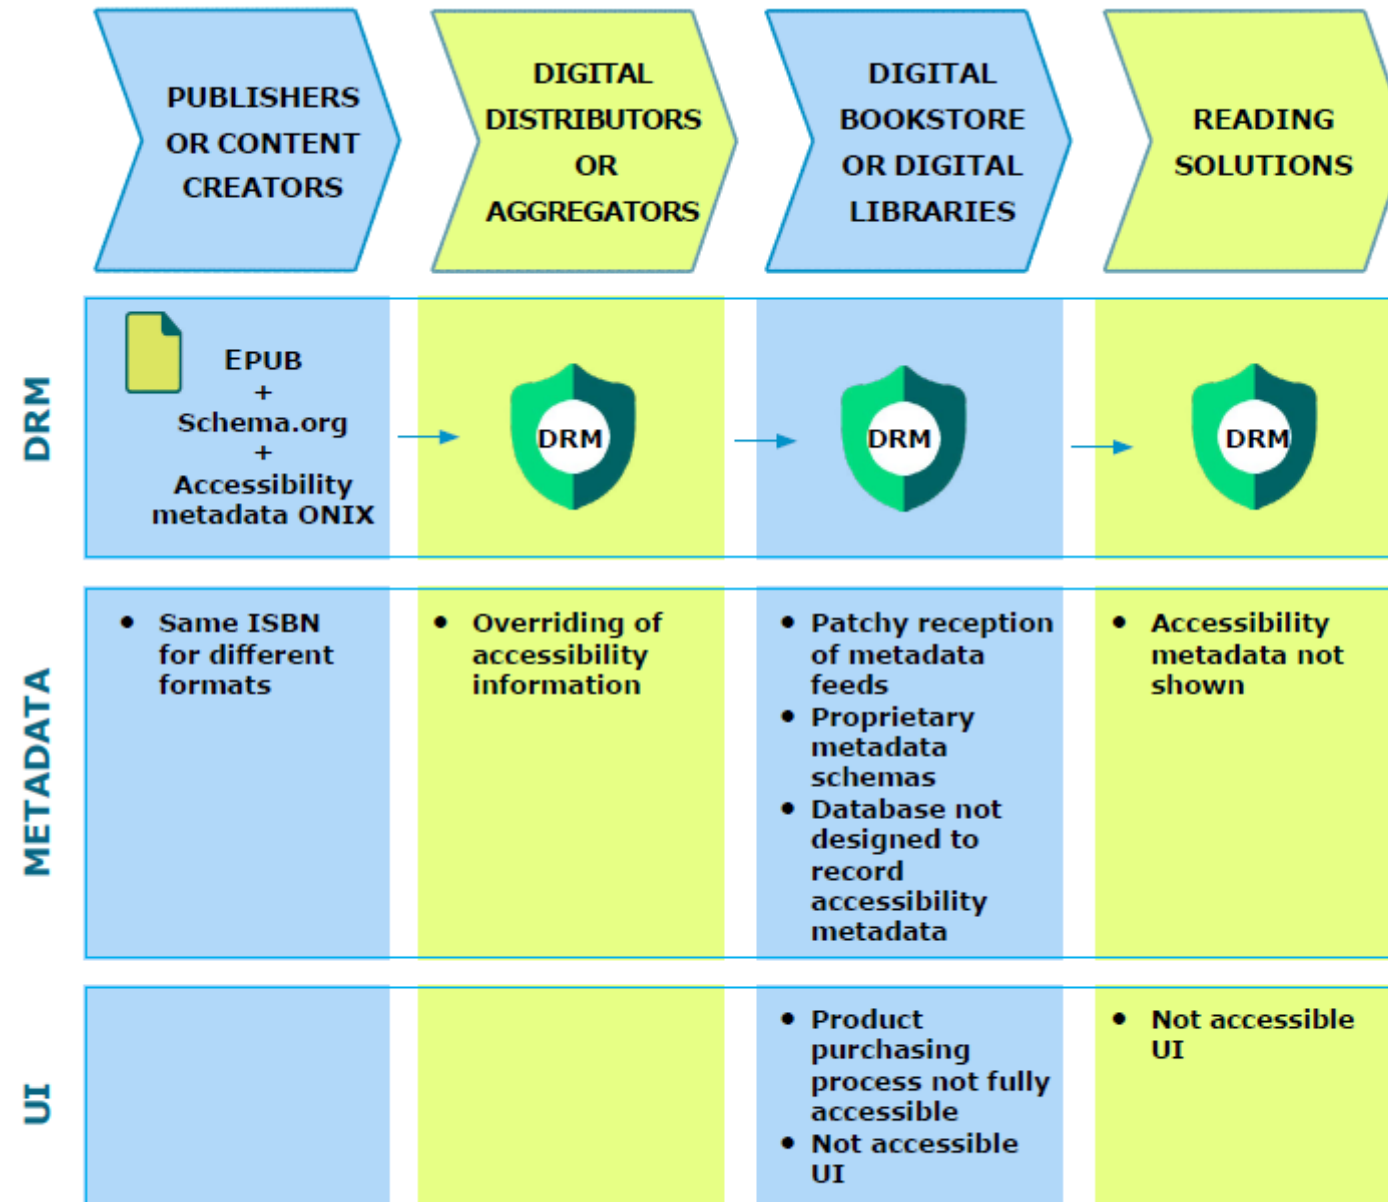 PUBLISHERS
OR CONTENT
CREATORS
DIGITAL
DISTRIBUTORS
OR
AGGREGATORS
DIGITAL
BOOKSTORE
OR DIGITAL
LIBRARIES
READING
SOLUTIONS
DRM
EPUB
+
Schema.org
+
Accessibility
metadata ONIX
DRM
DRM
DRM
METADATA
• Same ISBN
for different
formats
• Overriding of
accessibility
information
• Patchy reception
of metadata
feeds
• Proprietary
metadata
schemas
• Database not
designed to
record
accessibility
metadata
• Accessibility
metadata not
shown
UI
• Product
purchasing
process not fully
accessible
• Not accessible
UI
• Not accessible
UI